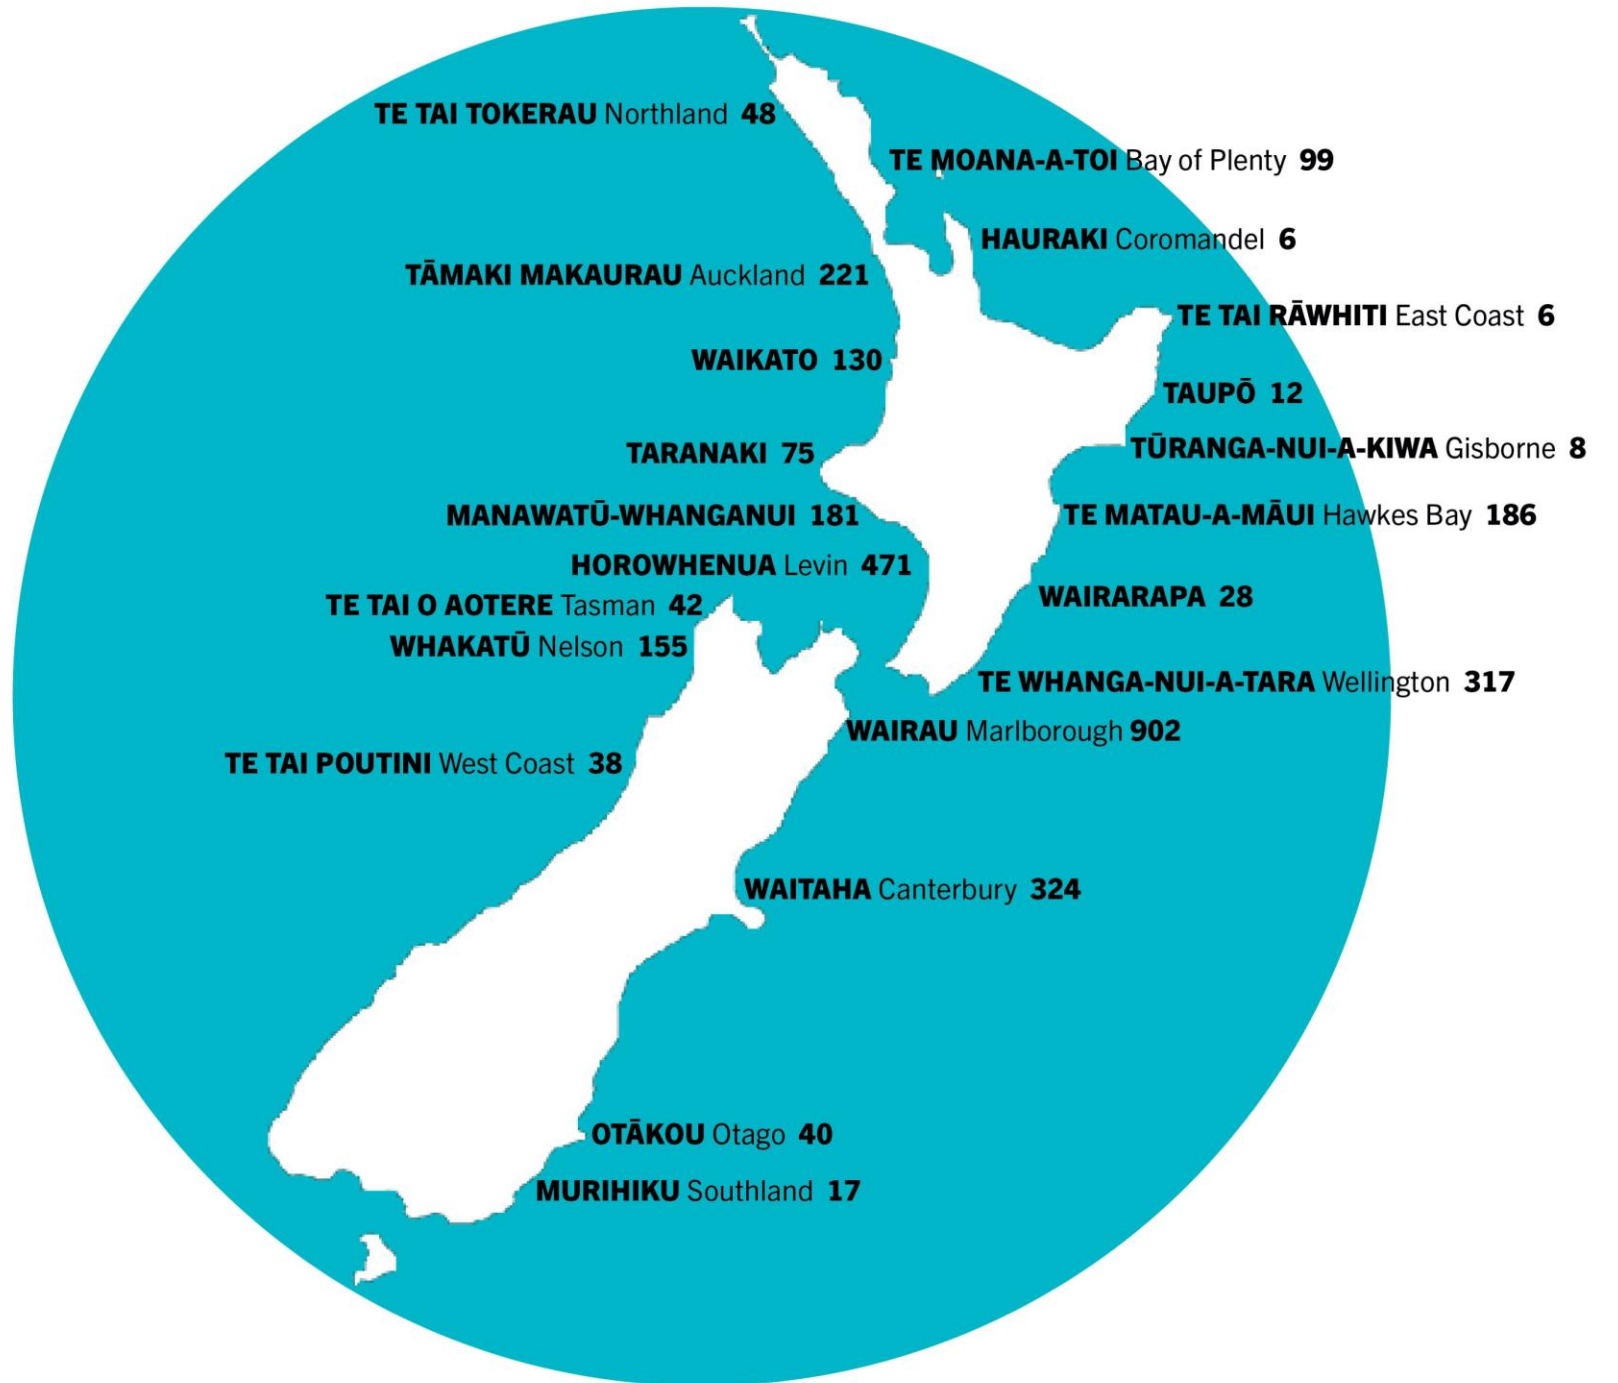 TE TAI TOKERAU Northland 48
TE MOANA-A-TOI Bay of Plenty 99
HAURAKI Coromandel 6
TĀMAKI MAKAURAU Auckland 221
TE TAI RĀWHITI East Coast 6
WAIKATO 130
TAUPŌ 12
TARANAKI 75
TŪRANGA-NUI-A-KIWA Gisborne 8
MANAWATŪ-WHANGANUI 181
TE MATAU-A-MĀUI Hawkes Bay 186
HOROWHENUA Levin 471
WAIRARAPA 28
TE TAI O AOTERE Tasman 42
WHAKATŪ Nelson 155
TE WHANGA-NUI-A-TARA Wellington 317
WAIRAU Marlborough 902
TE TAI POUTINI West Coast 38
WAITAHA Canterbury 324
OTĀKOU Otago 40
MURIHIKU Southland 17